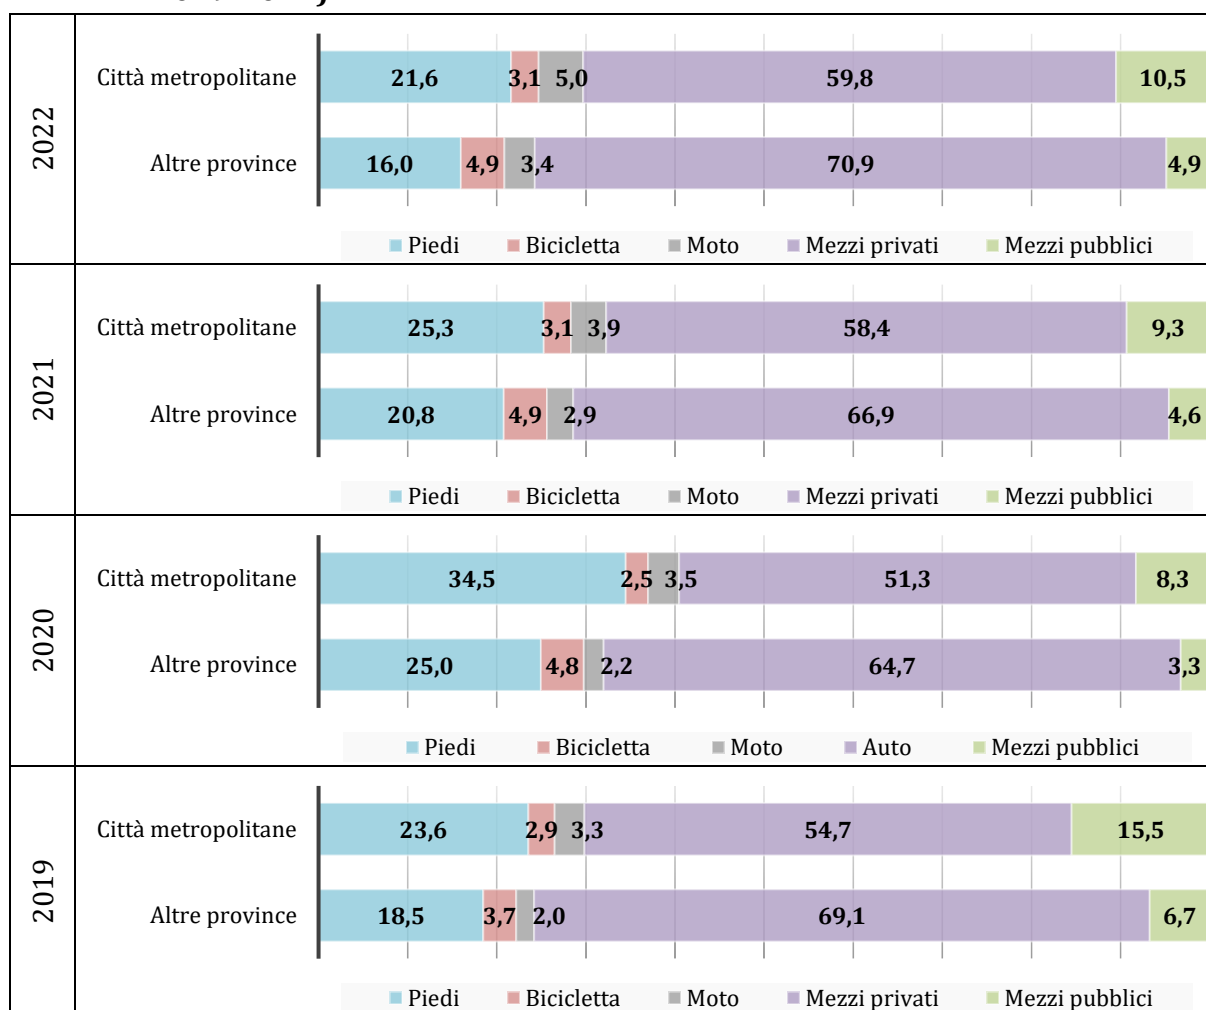 2022
Città metropolitane
21,6 3,1 5,0 59,8 10,5
Altre province
16,0 4,9 3,4 70,9 4,9
Piedi Bicicletta Moto Mezzi privati Mezzi pubblici
2021
Città metropolitane
25,3 3,1 3,9 58,4 9,3
Altre province
20,8 4,9 2,9 66,9 4,6
Piedi Bicicletta Moto Mezzi privati Mezzi pubblici
2020
Città metropolitane
34,5 2,5 3,5 51,3 8,3
Altre province
25,0 4,8 2,2 64,7 3,3
Piedi Bicicletta Moto Auto Mezzi pubblici
2019
Città metropolitane
23,6 2,9 3,3 54,7 15,5
Altre province
18,5 3,7 2,0 69,1 6,7
Piedi Bicicletta Moto Mezzi privati Mezzi pubblici